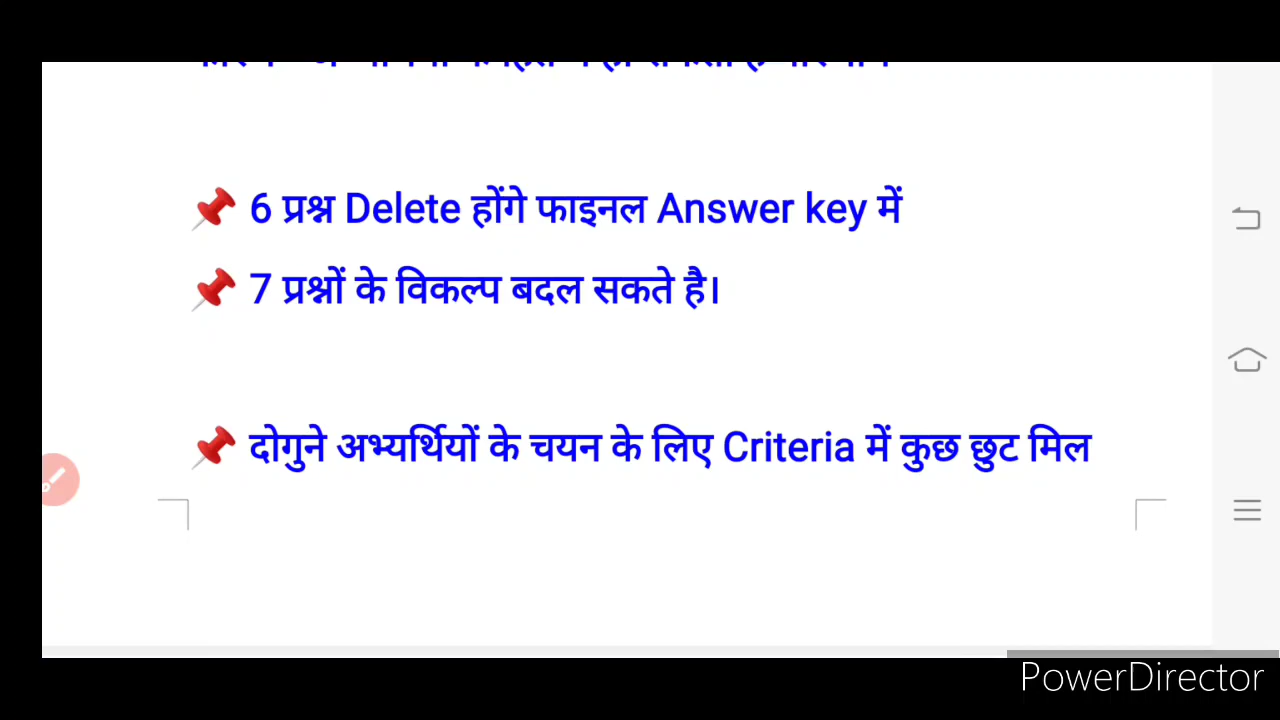 6 प्रश्न Delete होंगे फाइनल Answer key में
7 प्रश्नों के विकल्प बदल सकते है।
दोगुने अभ्यर्थियों के चयन के लिए Criteria में कुछ छुट मिल
PowerDirector